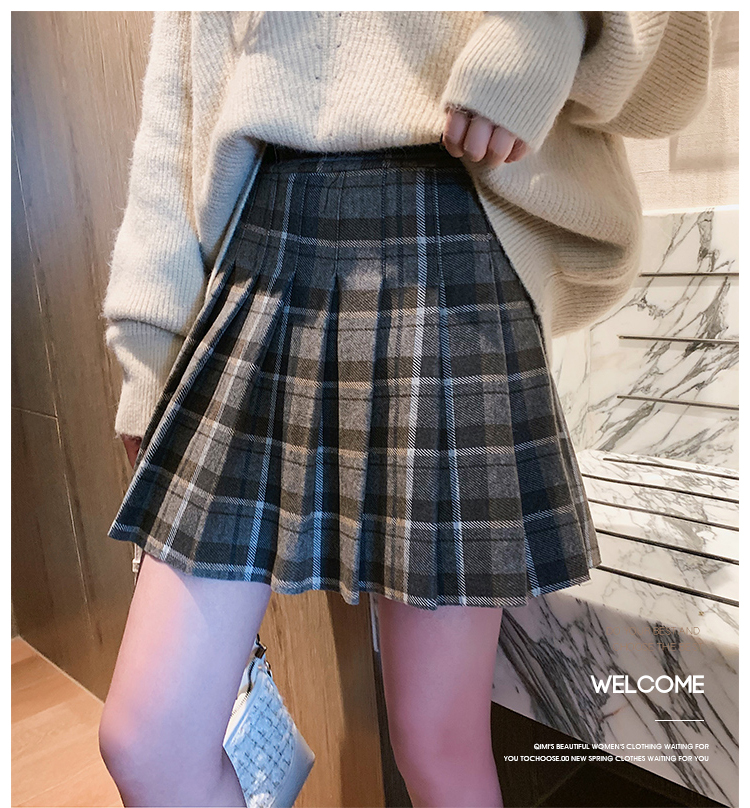 WELCOME
QIMI'S BEAUTIFUL WOMEN'S CLOTHING WAITING FOR
YOU TOCHOOSE.00 NEW SPRING CLOTHES WAITING FOR YOU